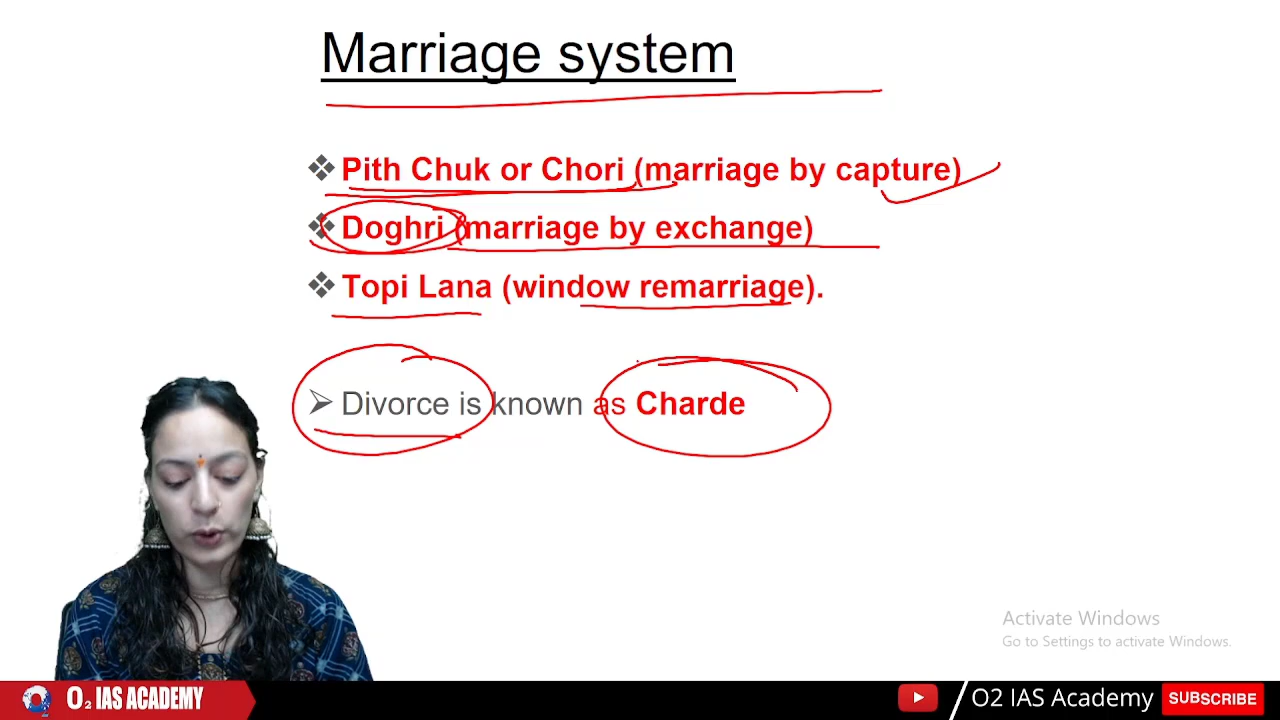 Marriage system
❖ Pith Chuk or Chori (marriage by capture)
❖ Doghri (marriage by exchange)
❖ Topi Lana (window remarriage).
➢ Divorce is known as Charde
Activate Windows
Go to Settings to activate Windows.
O₂ IAS ACADEMY
O2 IAS Academy SUBSCRIBE